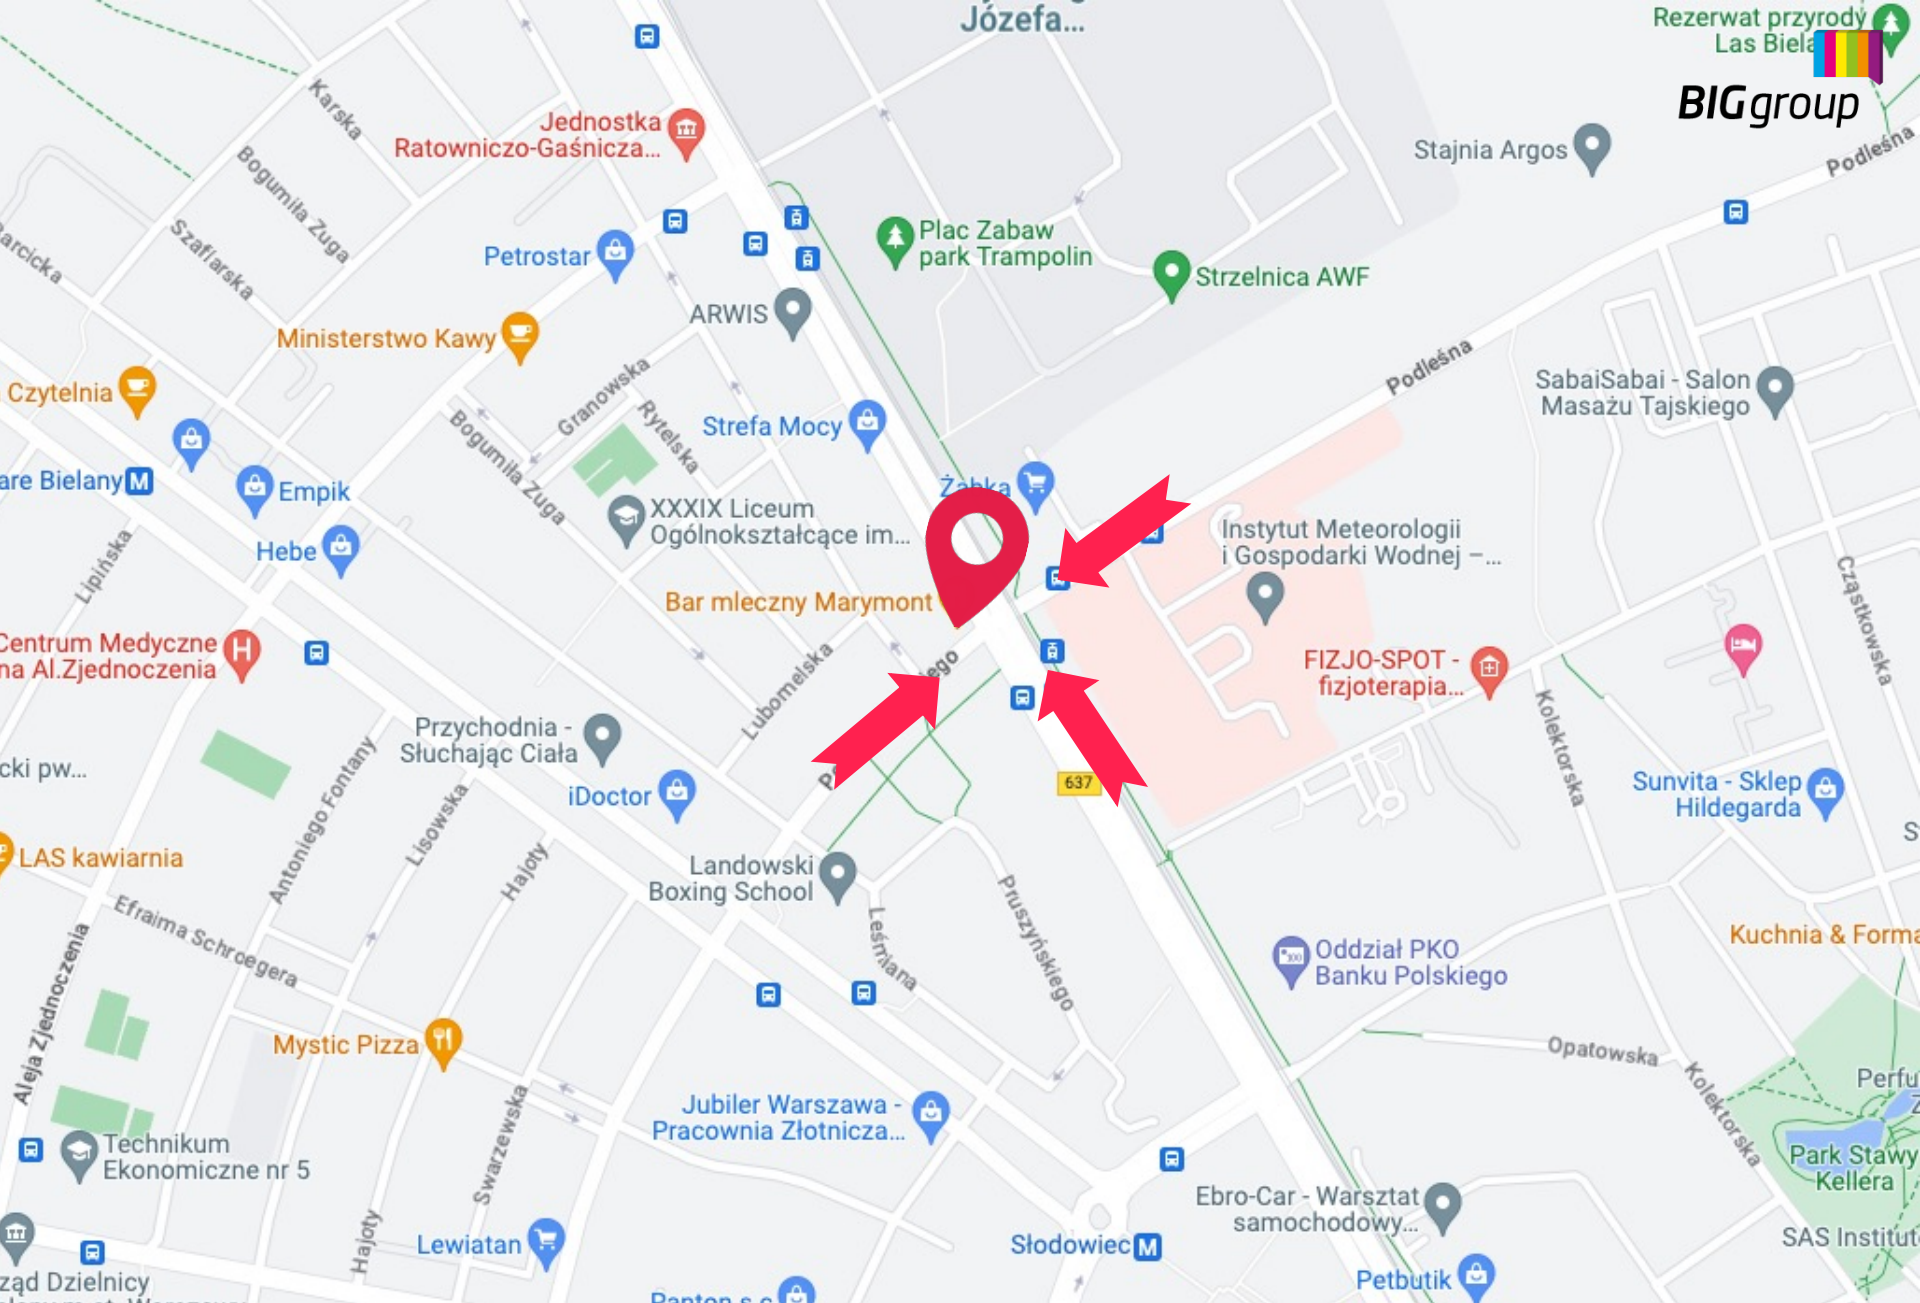 Józefa...
Rezerwat przyrody
Las Biela
BIGgroup
Karska
Jednostka
Ratowniczo-Gaśnicza...
Stajnia Argos
Podleśna
Bogumiła Zuga
Szaflarska
Barcicka
Petrostar
Plac Zabaw
park Trampolin
Strzelnica AWF
ARWIS
Ministerstwo Kawy
Czytelnia
Granowska
Rytelska
Podleśna
SabaiSabai - Salon
Masażu Tajskiego
Strefa Mocy
Bogumiła Zuga
are Bielany M
Empik
Żabka
XXXIX Liceum
Ogólnokształcące im...
Instytut Meteorologii
i Gospodarki Wodnej –...
Hebe
Lipińska
Cząstkowska
Bar mleczny Marymont
Centrum Medyczne
na Al.Zjednoczenia
H
Lubomelska
ego
FIZJO-SPOT -
fizjoterapia...
Kolektorska
Przychodnia -
Słuchając Ciała
cki pw...
Antoniego Fontany
iDoctor
637
Sunvita - Sklep
Hildegarda
Lisowska
Hajoty
LAS kawiarnia
Landowski
Boxing School
Pruszyńskiego
Leśmiana
Efraima Schroegera
Aleja Zjednoczenia
Kuchnia & Forma
Oddział PKO
Banku Polskiego
Mystic Pizza
Opatowska
Kolektorska
Perfu
Jubiler Warszawa -
Pracownia Złotnicza...
Technikum
Ekonomiczne nr 5
Swarzewska
Park Stawy
Kellera
Ebro-Car - Warsztat
samochodowy...
Hajoty
Lewiatan
Słodowiec M
SAS Institut
ząd Dzielnicy
Petbutik